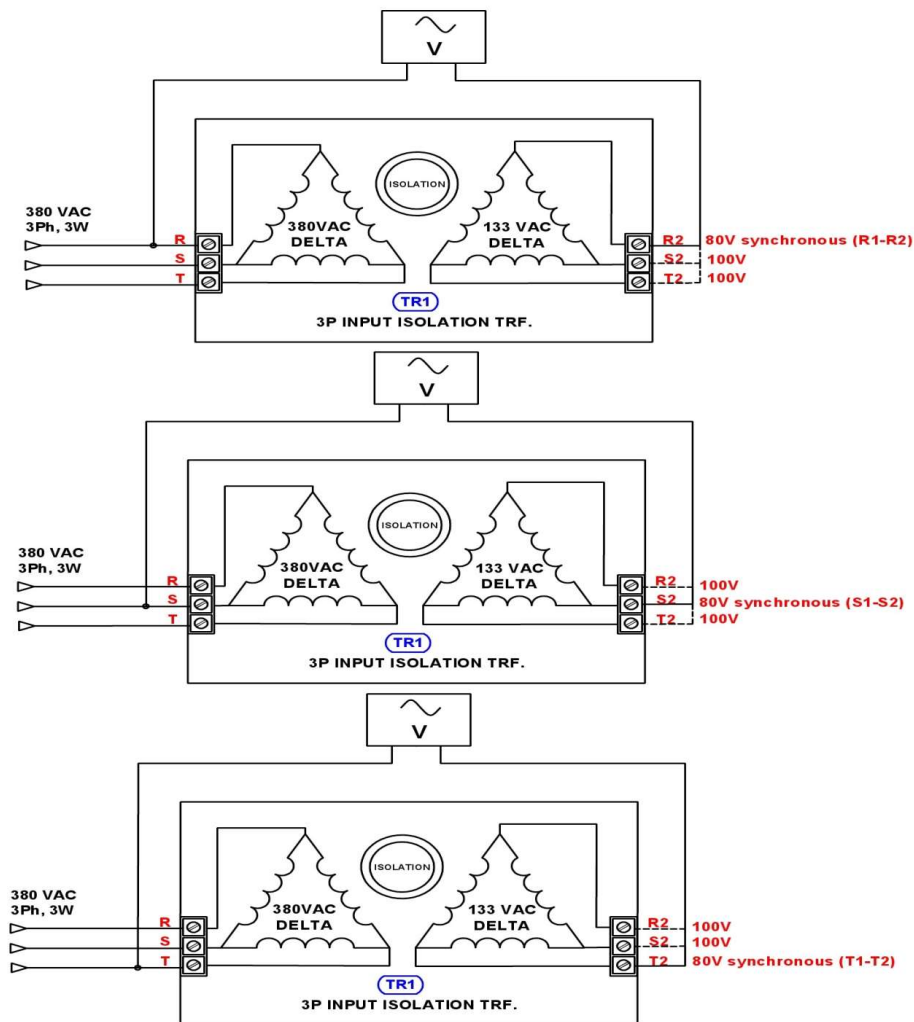 V
380 VAC
3Ph, 3W
R
S
T
380VAC
DELTA
ISOLATION
133 VAC
DELTA
R2 80V synchronous (R1-R2)
S2 100V
T2 100V
TR1
3P INPUT ISOLATION TRF.
V
380 VAC
3Ph, 3W
R
S
T
380VAC
DELTA
ISOLATION
133 VAC
DELTA
R2 100V
S2 80V synchronous (S1-S2)
T2 100V
TR1
3P INPUT ISOLATION TRF.
V
380 VAC
3Ph, 3W
R
S
T
380VAC
DELTA
ISOLATION
133 VAC
DELTA
R2 100V
S2 100V
T2 80V synchronous (T1-T2)
TR1
3P INPUT ISOLATION TRF.